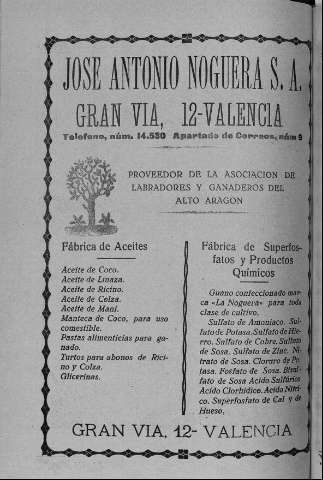 JOSE ANTONIO NOGUERA S. A.
GRAN VIA, 12-VALENCIA
Telefono, núm. 14.530 Apartado de Correos, núm 9
PROVEEDOR DE LA ASOCIACION DE
LABRADORES Y GANADEROS DEL
ALTO ARAGON
Fábrica de Aceites
Aceite de Coco.
Aceite de Linaza.
Aceite de Ricino.
Aceite de Colza.
Aceite de Maní.
Manteca de Coco, para uso
comestible.
Pastas alimenticias para ga-
nado.
Turtos para abonos de Rici-
no y Colza.
Glicerinas.
Fábrica de Superfos-
fatos y Productos
Químicos
Guano confeccionado mar-
ca «La Noguera» para toda
clase de cultivo.
Sulfato de Amoniaco. Sul-
fato de Potasa. Sulfato de Hie-
rro. Sulfato de Cobre. Sulfato
de Sosa. Sulfato de Zinc. Ni-
trato de Sosa. Cloruro de Po-
tasa. Fosfato de Sosa. Bisul-
fato de Sosa Acido Sulfúrico
Acido Clorhídico. Acido Nítri-
co. Superfosfato de Cal y de
Hueso.
GRAN VIA, 12- VALENCIA